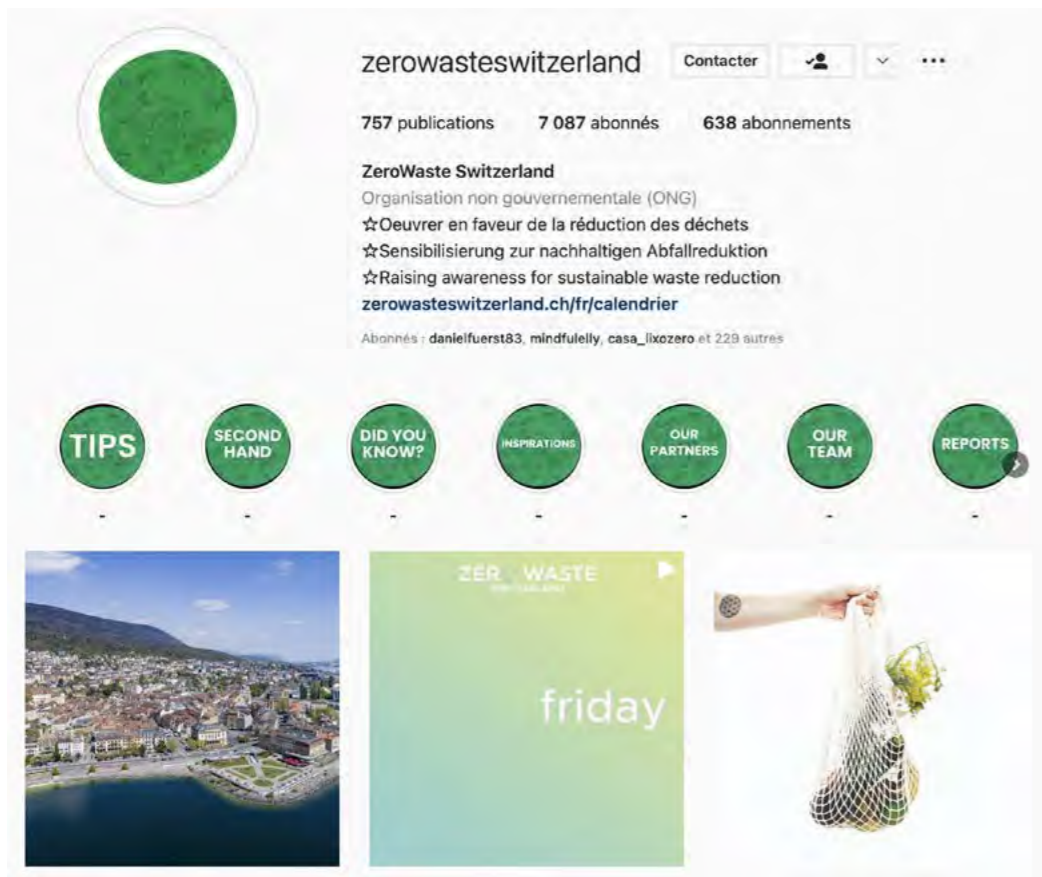 zerowasteswitzerland Contacter
757 publications 7 087 abonnés 638 abonnements
ZeroWaste Switzerland
Organisation non gouvernementale (ONG)
☆Oeuvrer en faveur de la réduction des déchets
☆Sensibilisierung zur nachhaltigen Abfallreduktion
☆Raising awareness for sustainable waste reduction
zerowasteswitzerland.ch/fr/calendrier
Abonnés : danielfuerst83, mindfulelly, casa_lixozero et 229 autres
TIPS
SECOND
HAND
DID YOU
KNOW?
INSPIRATIONS
OUR
PARTNERS
OUR
TEAM
REPORTS
- - - - - - -
ZER WASTE
friday